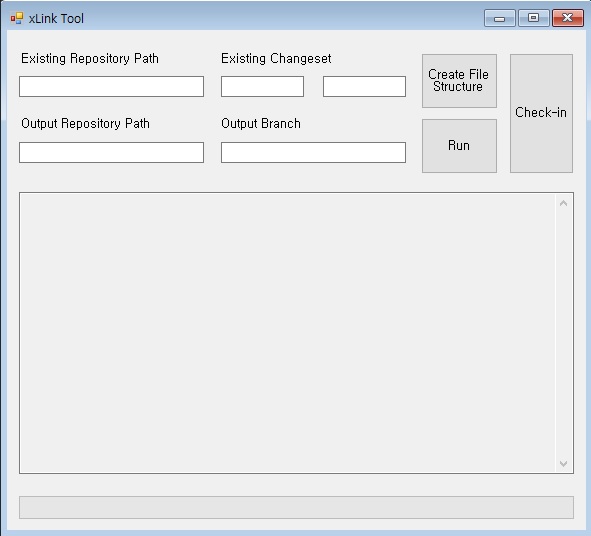 xLink Tool
Existing Repository Path
Existing Changeset
Create File
Structure
Check-in
Output Repository Path
Output Branch
Run